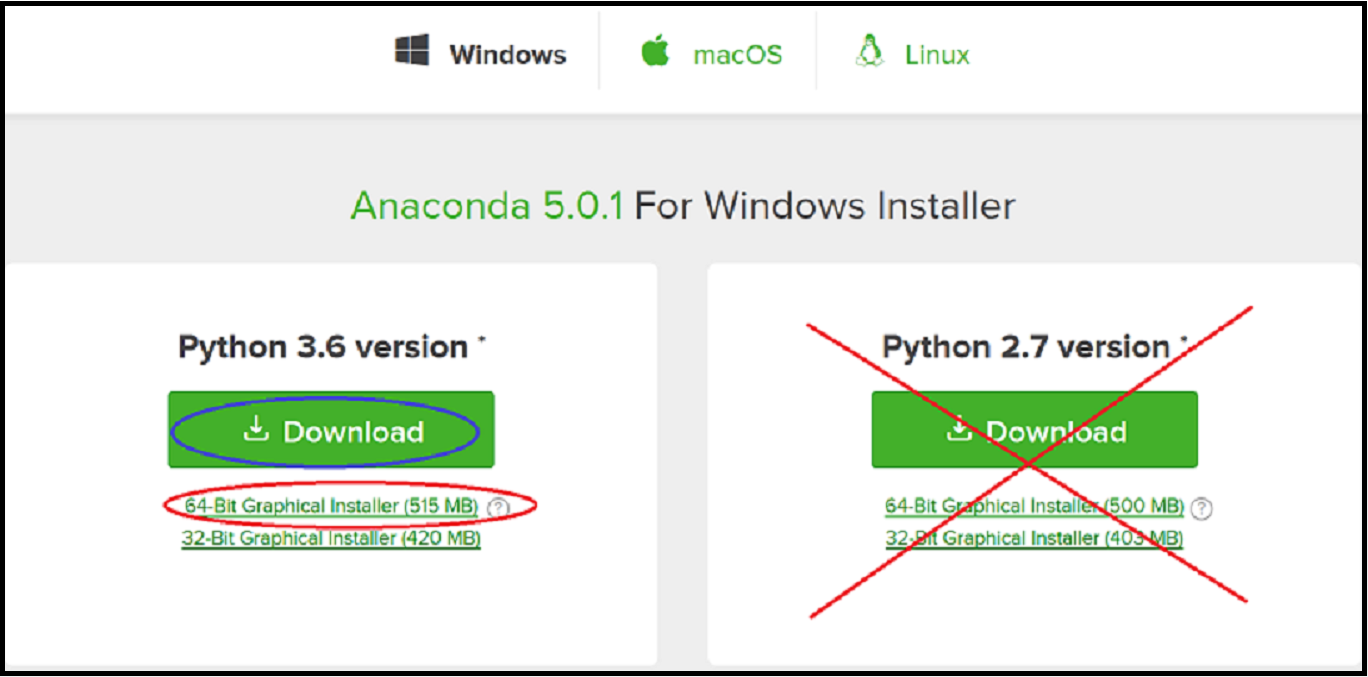 Windows
macOS
Linux
Anaconda 5.0.1 For Windows Installer
Python 3.6 version *
Download
64-Bit Graphical Installer (515 MB) ?
32-Bit Graphical Installer (420 MB)
Python 2.7 version *
Download
64-Bit Graphical Installer (500 MB) ?
32-Bit Graphical Installer (403 MB)